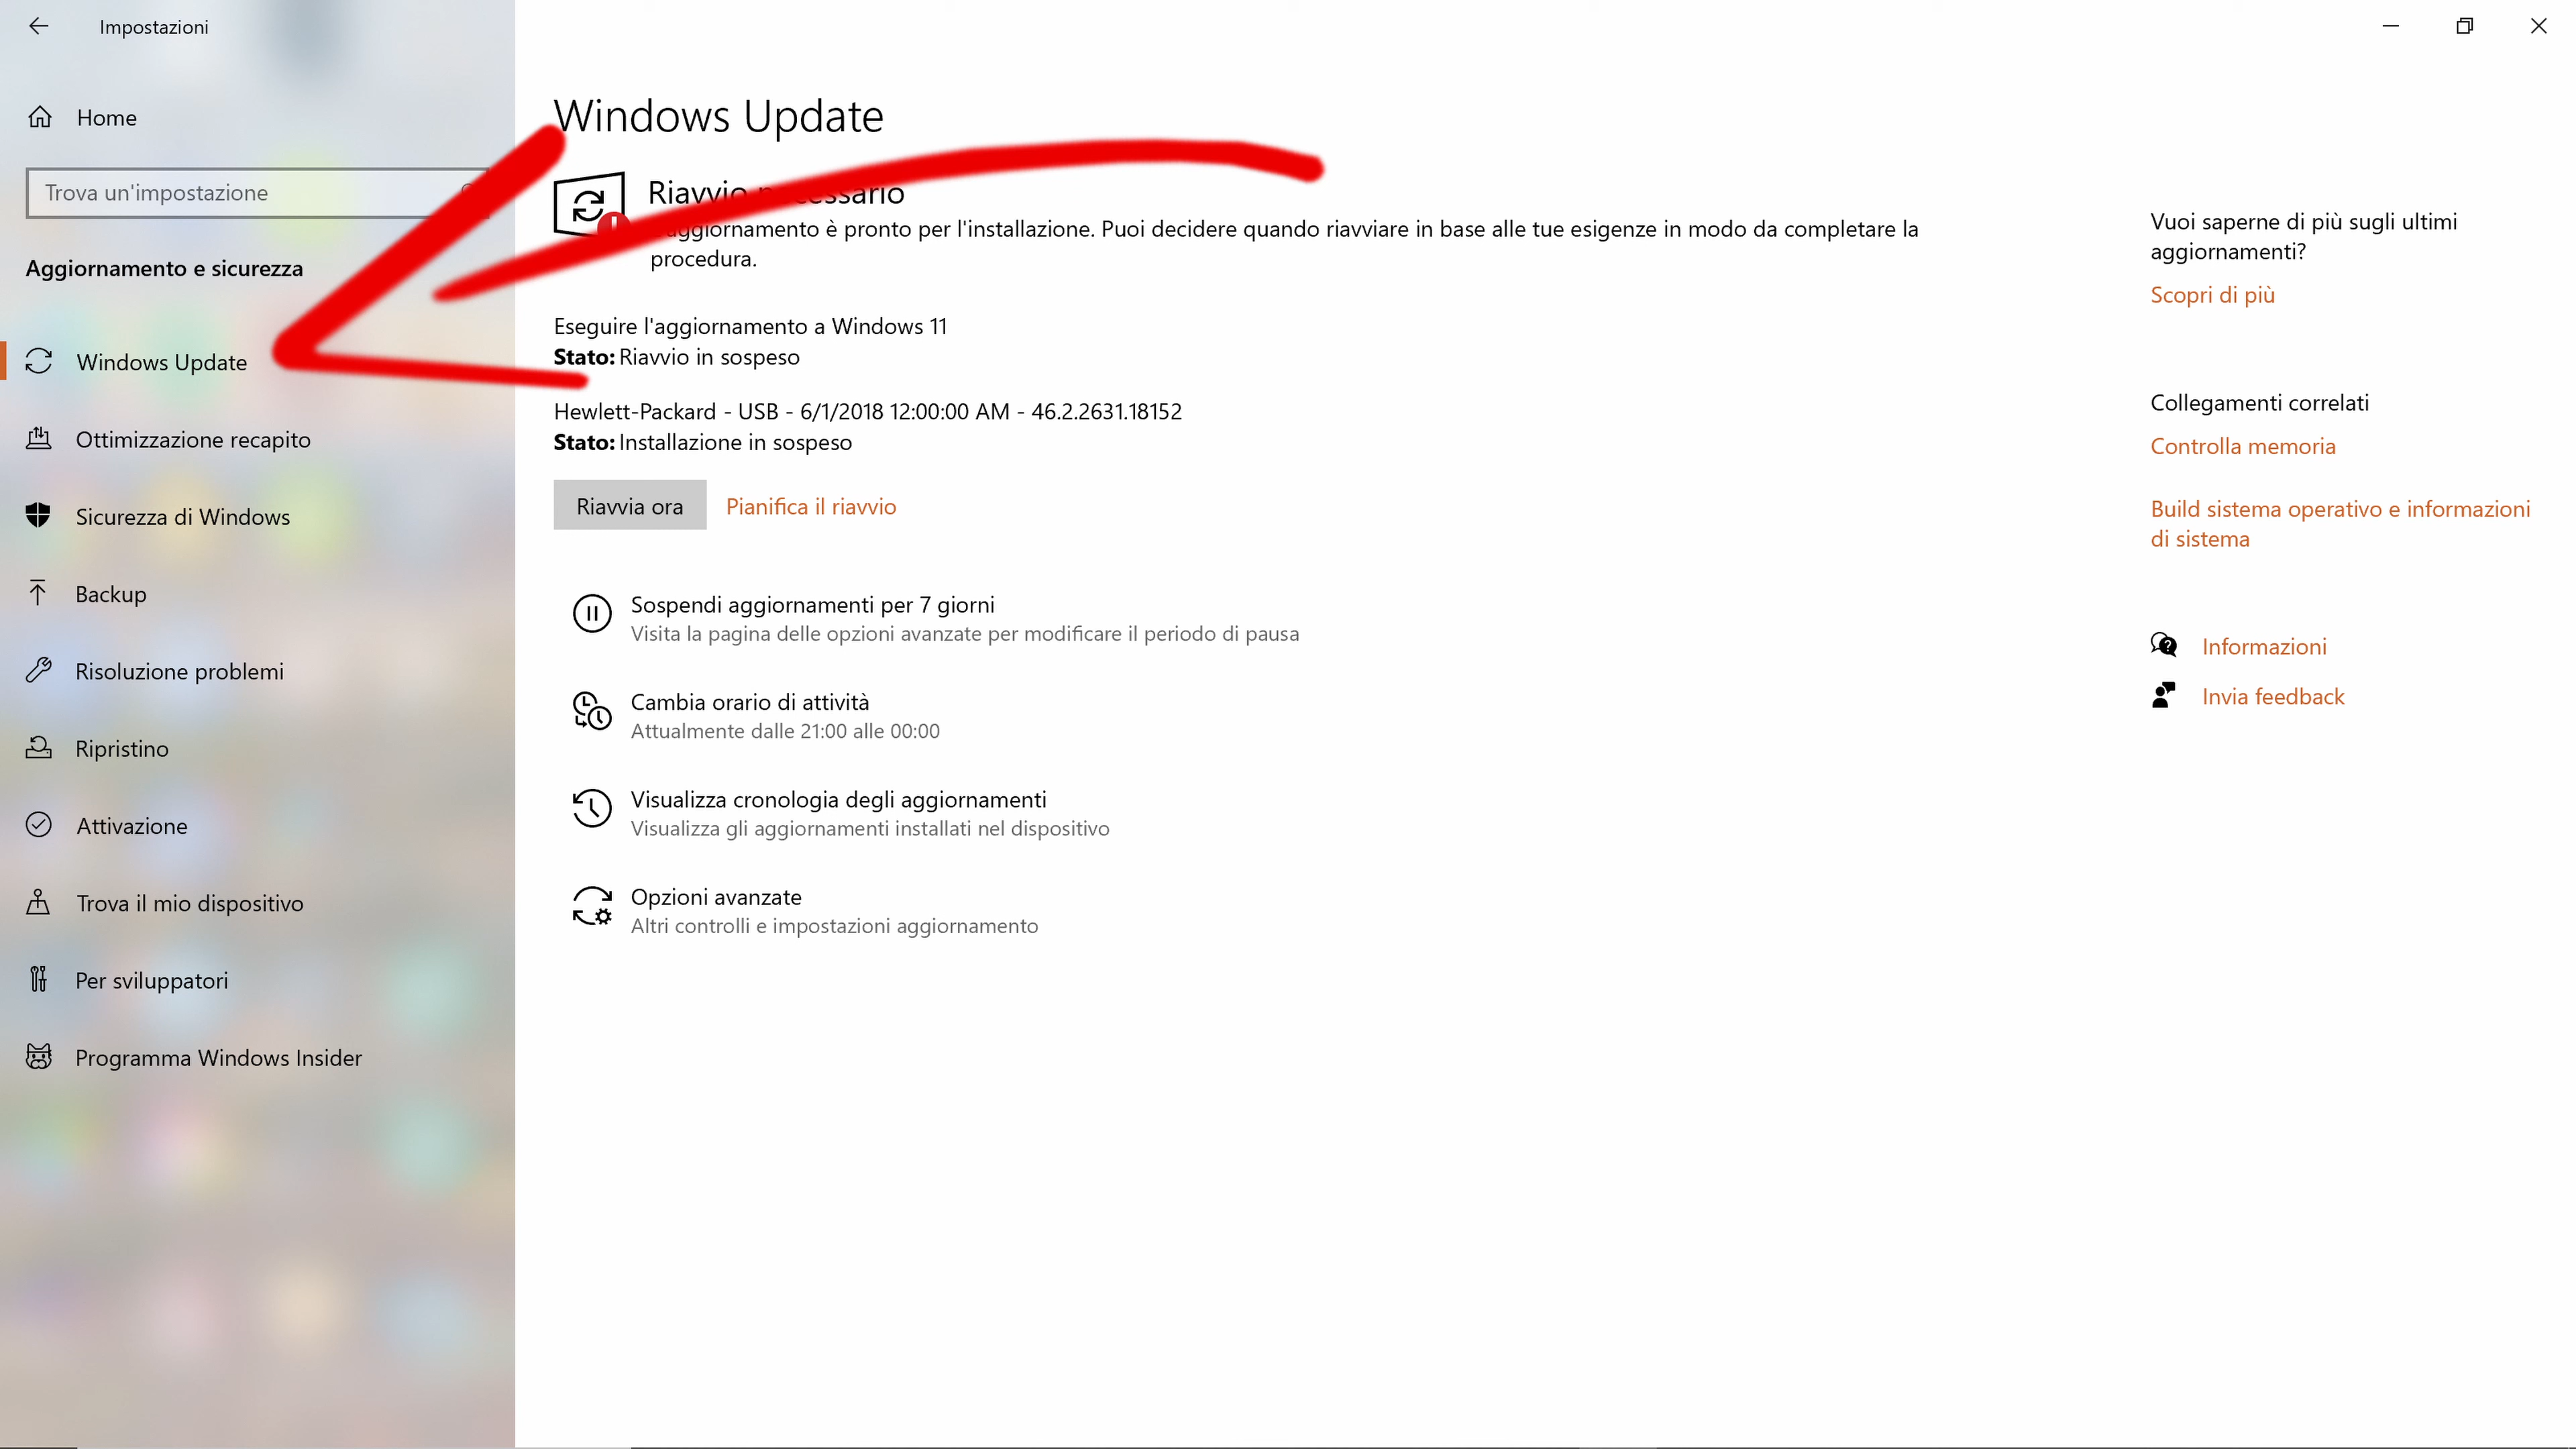 Impostazioni
Home
Trova un'impostazione
Aggiornamento e sicurezza
Windows Update
Ottimizzazione recapito
Sicurezza di Windows
Backup
Risoluzione problemi
Ripristino
Attivazione
Trova il mio dispositivo
Per sviluppatori
Programma Windows Insider
Windows Update
Riavvio necessario
aggiornamento è pronto per l'installazione. Puoi decidere quando riavviare in base alle tue esigenze in modo da completare la
procedura.
Eseguire l'aggiornamento a Windows 11
Stato: Riavvio in sospeso
Hewlett-Packard - USB - 6/1/2018 12:00:00 AM - 46.2.2631.18152
Stato: Installazione in sospeso
Riavvia ora Pianifica il riavvio
Sospendi aggiornamenti per 7 giorni
Visita la pagina delle opzioni avanzate per modificare il periodo di pausa
Cambia orario di attività
Attualmente dalle 21:00 alle 00:00
Visualizza cronologia degli aggiornamenti
Visualizza gli aggiornamenti installati nel dispositivo
Opzioni avanzate
Altri controlli e impostazioni aggiornamento
Vuoi saperne di più sugli ultimi
aggiornamenti?
Scopri di più
Collegamenti correlati
Controlla memoria
Build sistema operativo e informazioni
di sistema
Informazioni
Invia feedback